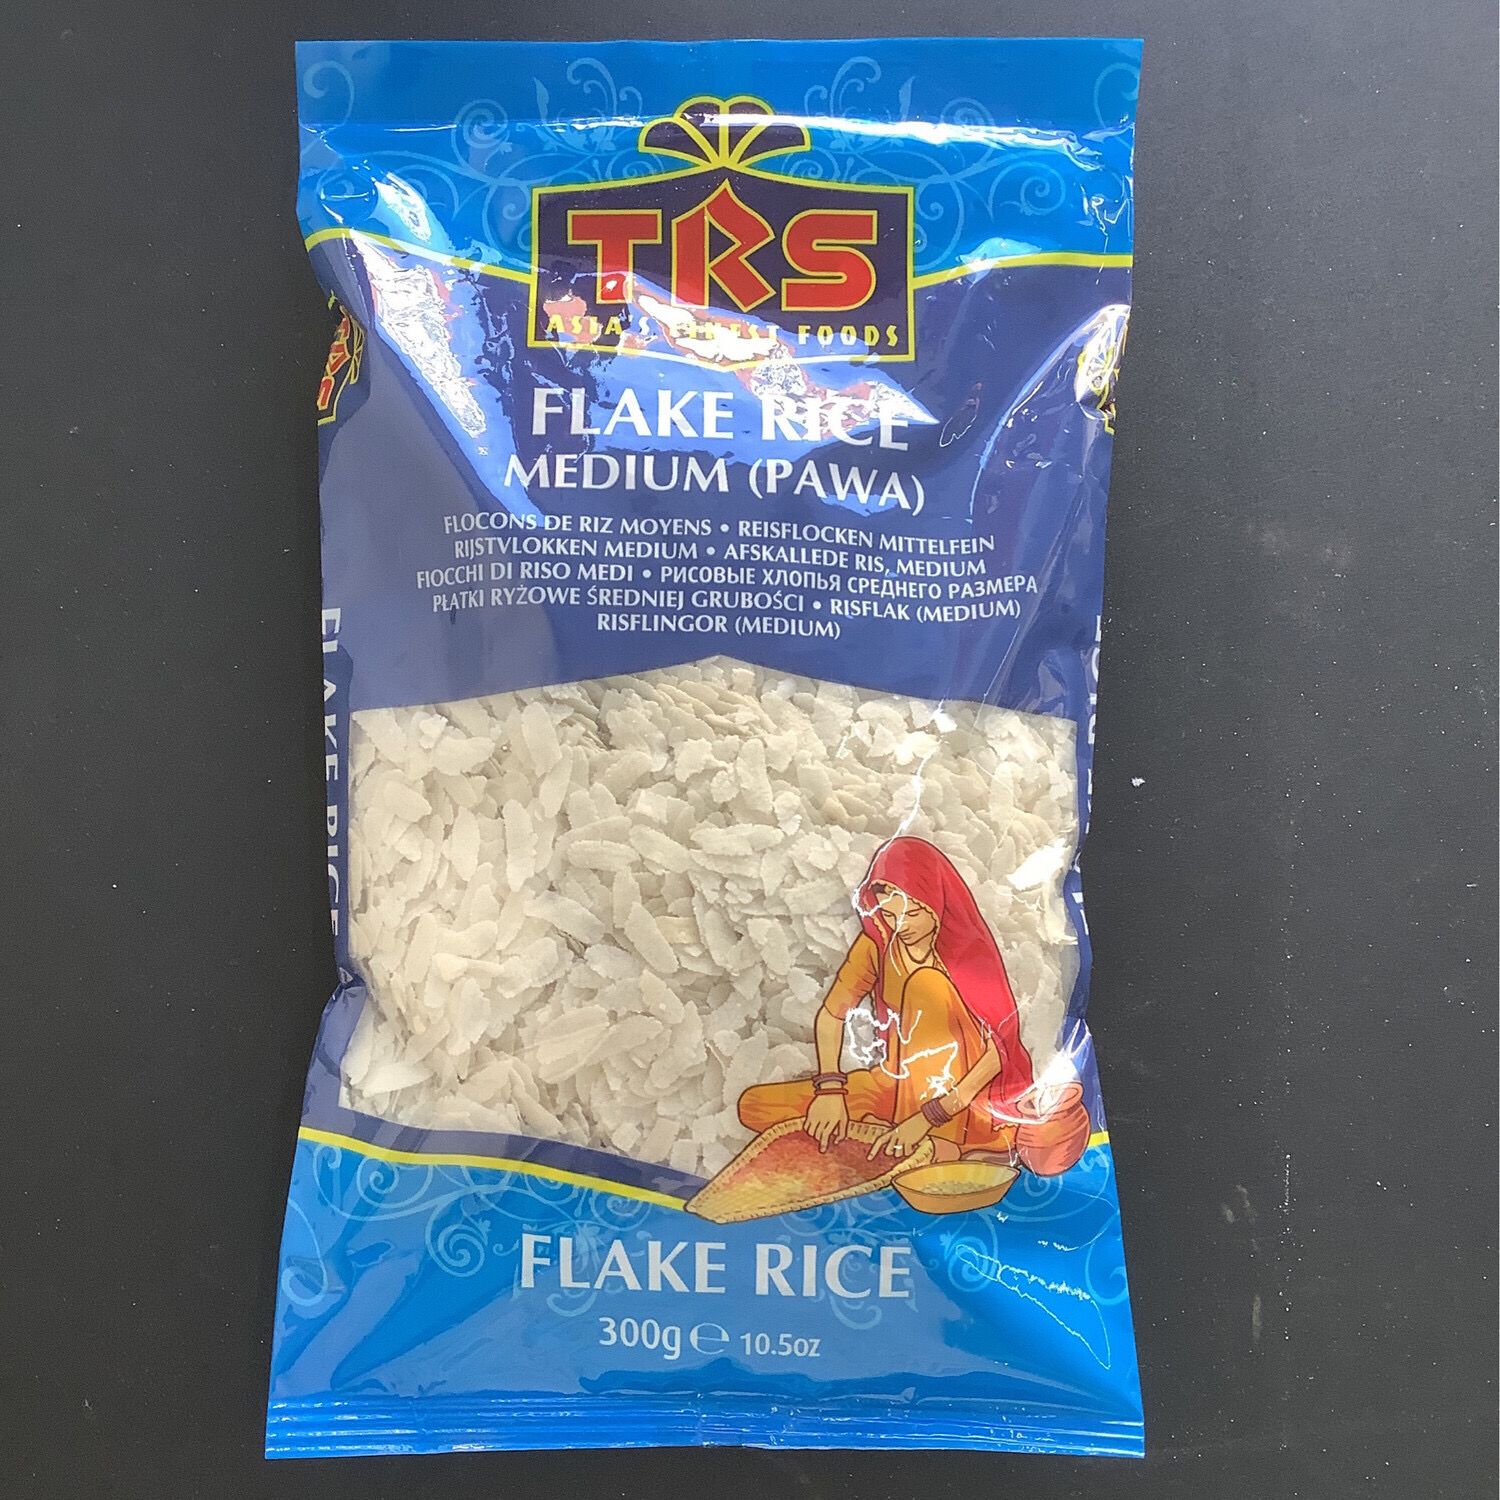 TRS
ASIA'S FINEST FOODS
FLAKE RICE
MEDIUM (PAWA)
FLOCONS DE RIZ MOYENS • REISFLOCKEN MITTELFEIN
RIJSTVLOKKEN MEDIUM • AFSKALLEDE RIS, MEDIUM
FIOCCHI DI RISO MEDI • РИСОВЫЕ ХЛОПЬЯ СРЕДНЕГО РАЗМЕРА
PŁATKI RYŻOWE ŚREDNIEJ GRUBOŚCI • RISFLAK (MEDIUM)
RISFLINGOR (MEDIUM)
FLAKE RICE
FLAKE RICE
300g ℮ 10.5oz